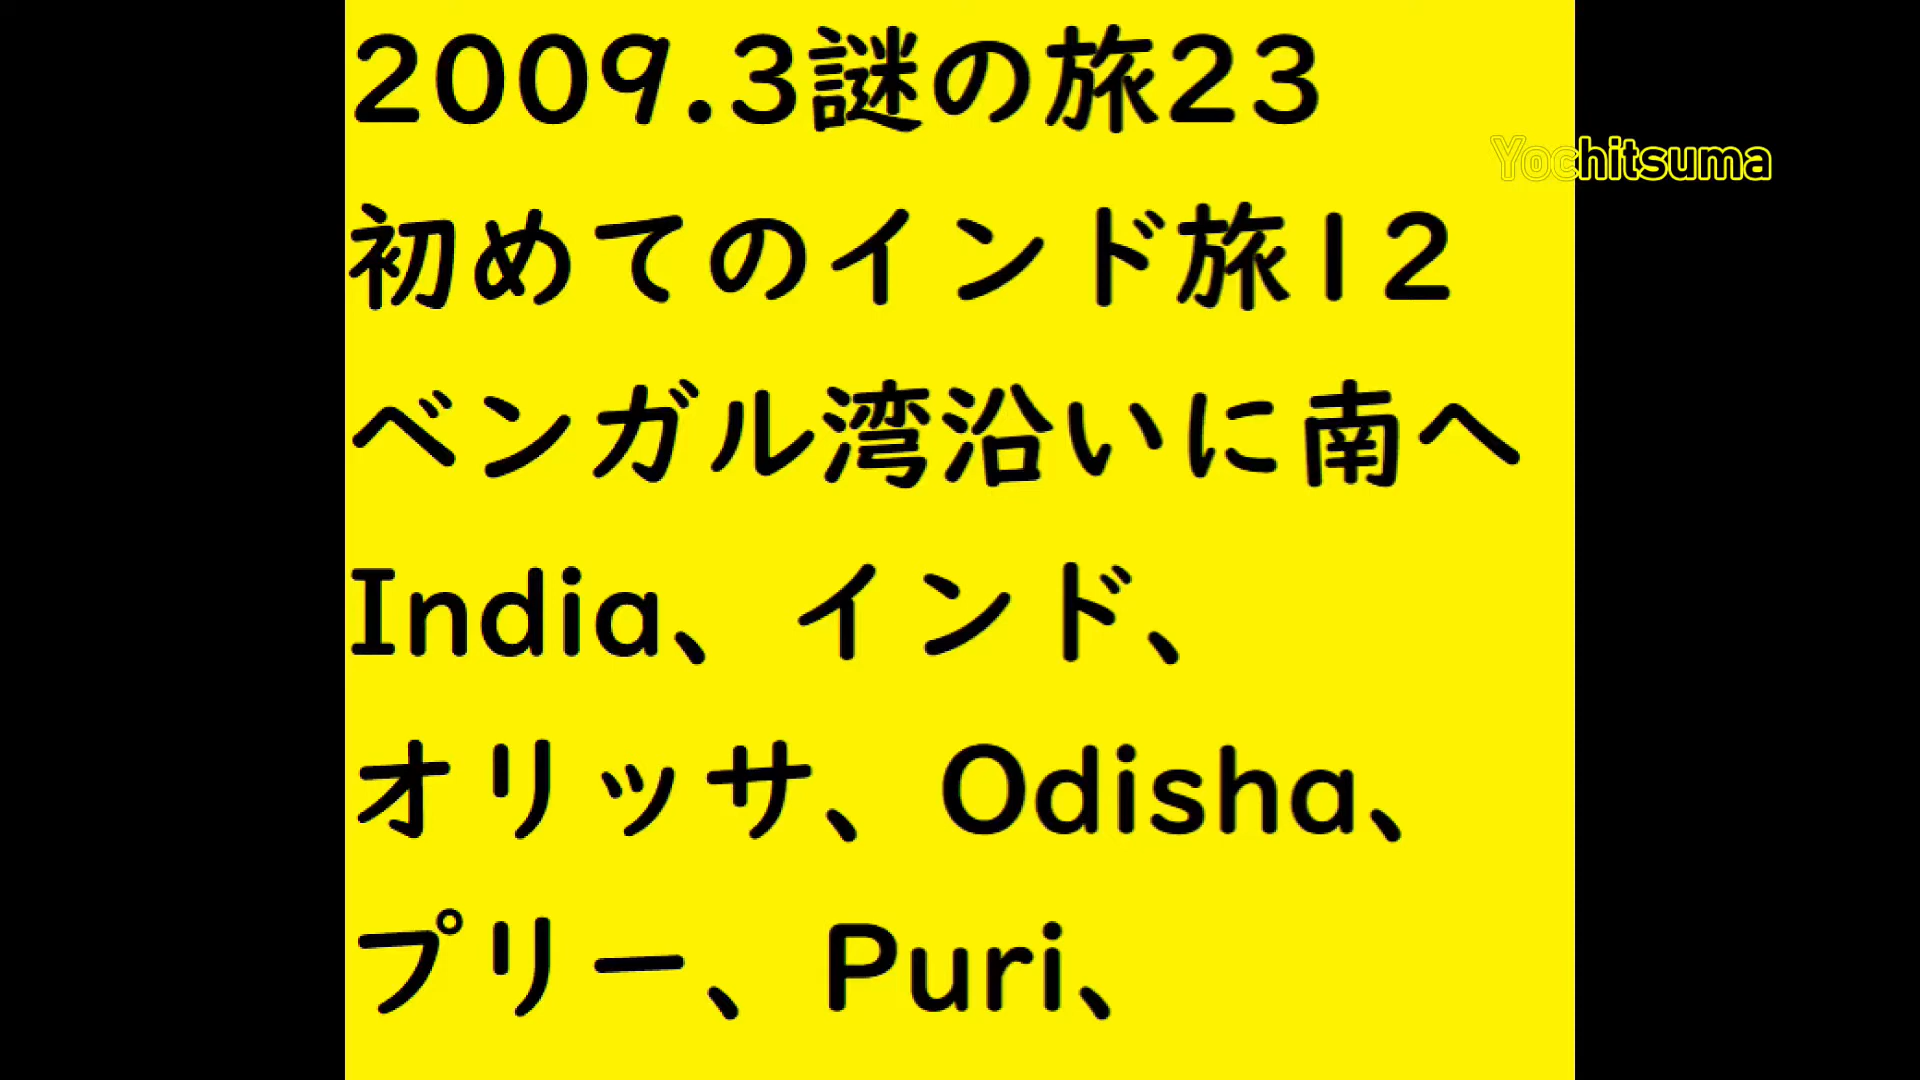 2009.3謎の旅23
Yochitsuma
初めてのインド旅12
ベンガル湾沿いに南へ
India、インド、
オリッサ、Odisha、
プリー、Puri、